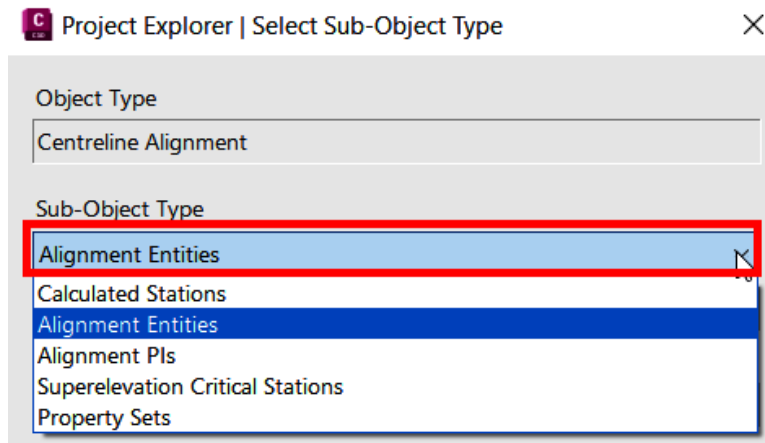 C
C3D
Project Explorer | Select Sub-Object Type
Object Type
Centreline Alignment
Sub-Object Type
Alignment Entities
Calculated Stations
Alignment Entities
Alignment PIs
Superelevation Critical Stations
Property Sets